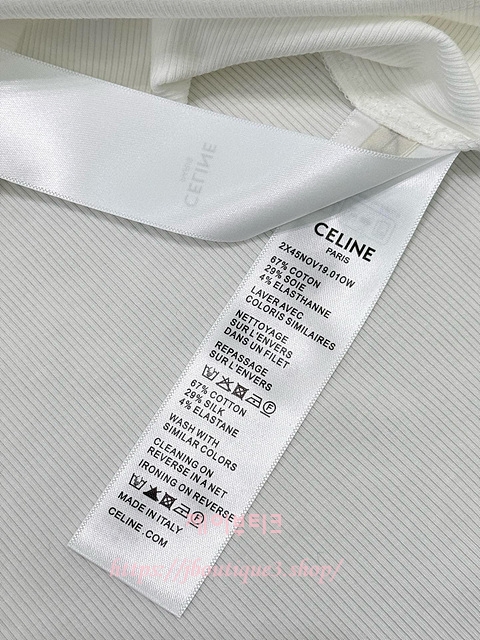 CELINE
PARIS
CELINE
PARIS
2X45NOV19.01OW
67% COTON
29% SOIE
4% ELASTHANNE
LAVER AVEC
COLORIS SIMILAIRES
NETTOYAGE
SUR L'ENVERS
DANS UN FILET
REPASSAGE
SUR L'ENVERS
F
67% COTTON
29% SILK
4% ELASTANE
WASH WITH
SIMILAR COLORS
CLEANING ON
REVERSE IN A NET
IRONING ON REVERSE
F
MADE IN ITALY
CELINE.COM